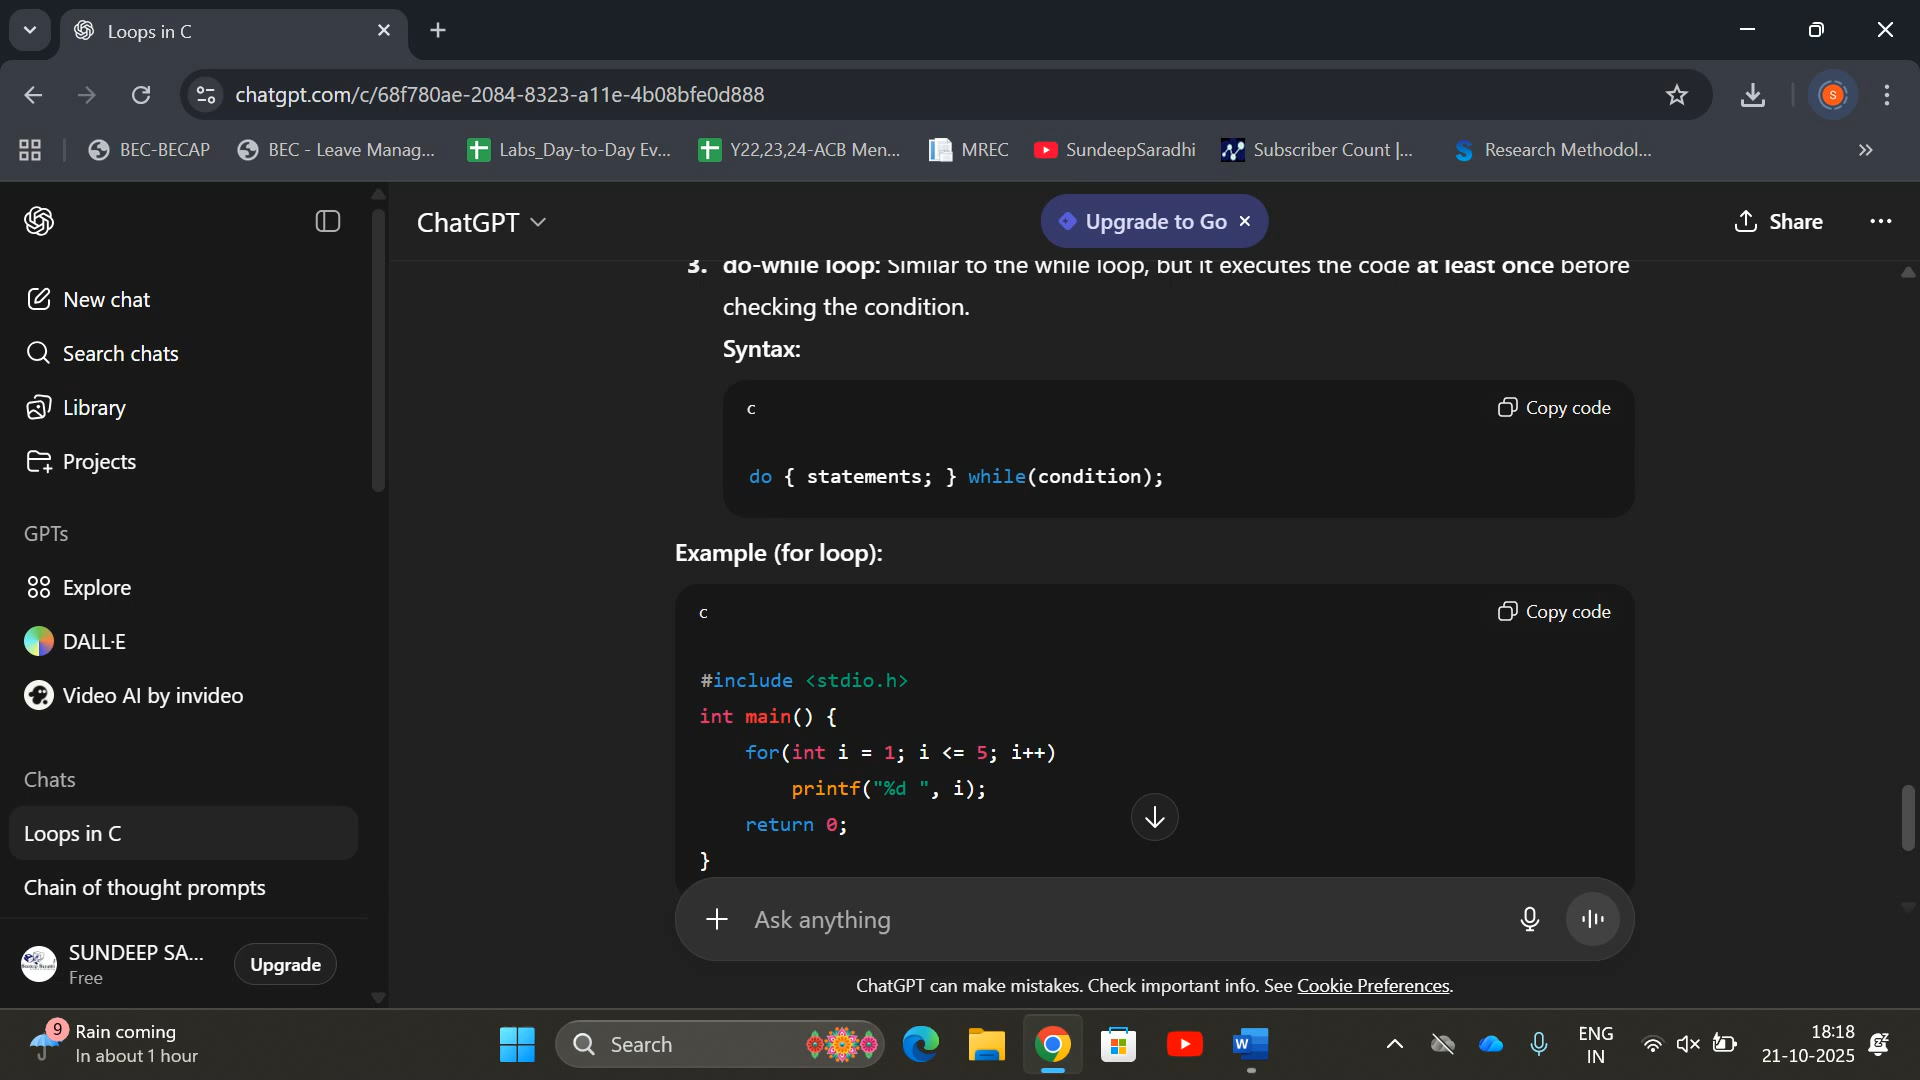 Loops in C
chatgpt.com/c/68f780ae-2084-8323-a11e-4b08bfe0d888
S
BEC-BECAP
BEC - Leave Manag...
Labs_Day-to-Day Ev...
Y22,23,24-ACB Men...
MREC
SundeepSaradhi
Subscriber Count |...
Research Methodol...
ChatGPT
Upgrade to Go
Share
New chat
Search chats
Library
Projects
GPTs
Explore
DALL·E
Video AI by invideo
Chats
Loops in C
Chain of thought prompts
SUNDEEP SA...
Free
Upgrade
3. do-while loop: Similar to the while loop, but it executes the code at least once before
checking the condition.
Syntax:
c
Copy code
do { statements; } while(condition);
Example (for loop):
c
Copy code
#include <stdio.h>
int main() {
    for(int i = 1; i <= 5; i++)
        printf("%d ", i);
    return 0;
}
Ask anything
ChatGPT can make mistakes. Check important info. See Cookie Preferences.
9
Rain coming
In about 1 hour
Search
W
ENG
IN
18:18
21-10-2025